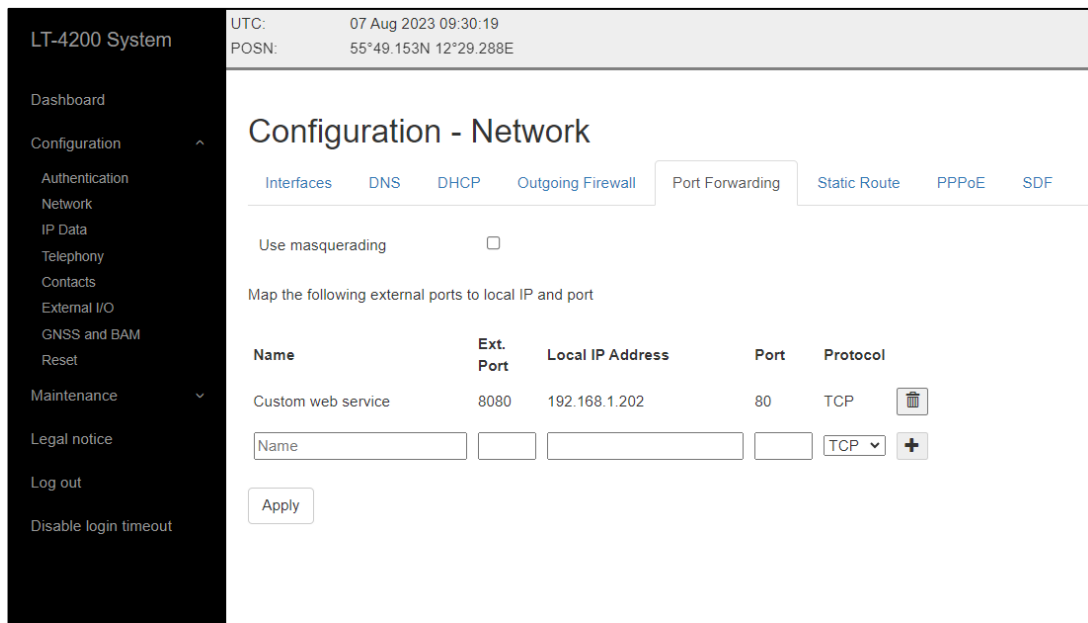 LT-4200 System
Dashboard
Configuration
Authentication
Network
IP Data
Telephony
Contacts
External I/O
GNSS and BAM
Reset
Maintenance
Legal notice
Log out
Disable login timeout
UTC: 07 Aug 2023 09:30:19
POSN: 55°49.153N 12°29.288E
Configuration - Network
Interfaces DNS DHCP Outgoing Firewall Port Forwarding Static Route PPPoE SDF
Use masquerading
Map the following external ports to local IP and port
Name Ext. Port Local IP Address Port Protocol
Custom web service 8080 192.168.1.202 80 TCP
Name TCP
Apply